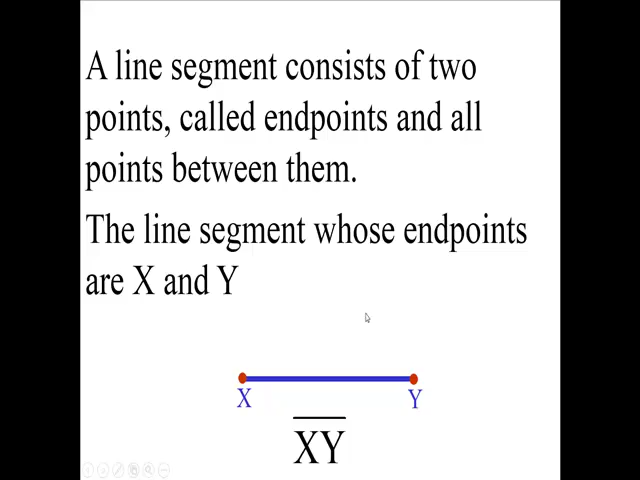 A line segment consists of two
points, called endpoints and all
points between them.
The line segment whose endpoints
are X and Y
X Y
X̅Y̅